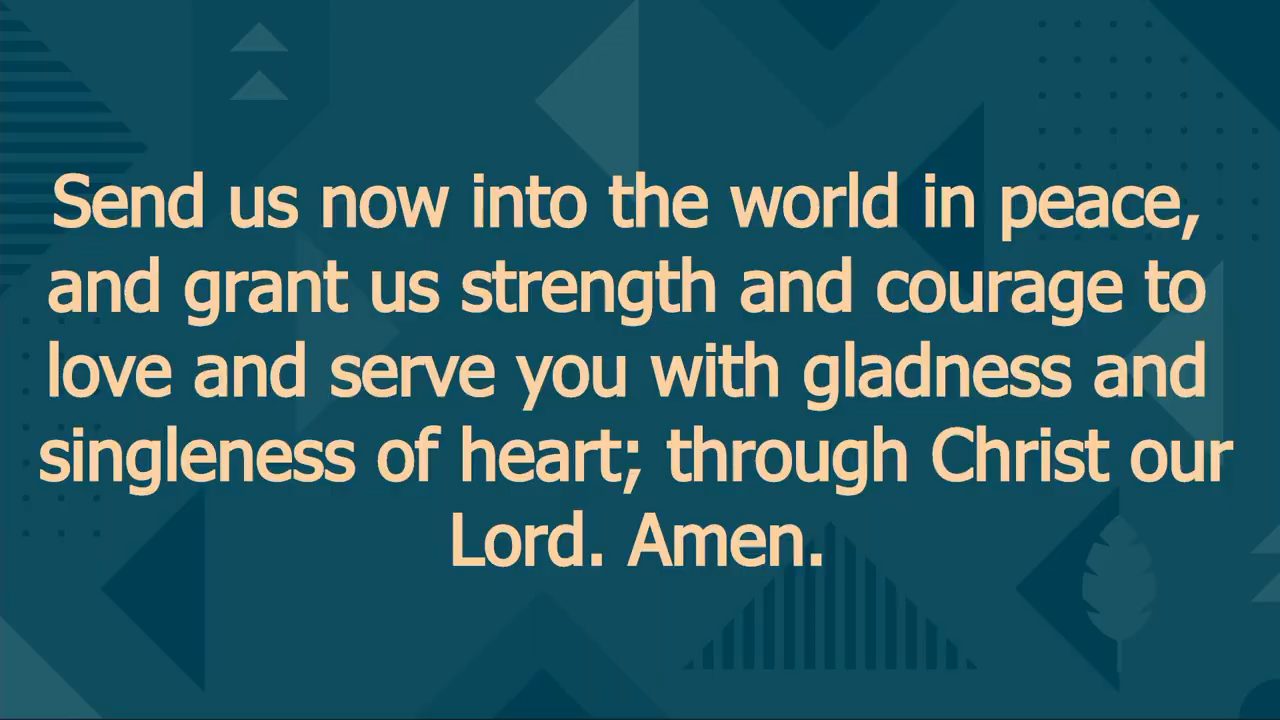 Send us now into the world in peace,
and grant us strength and courage to
love and serve you with gladness and
singleness of heart; through Christ our
Lord. Amen.